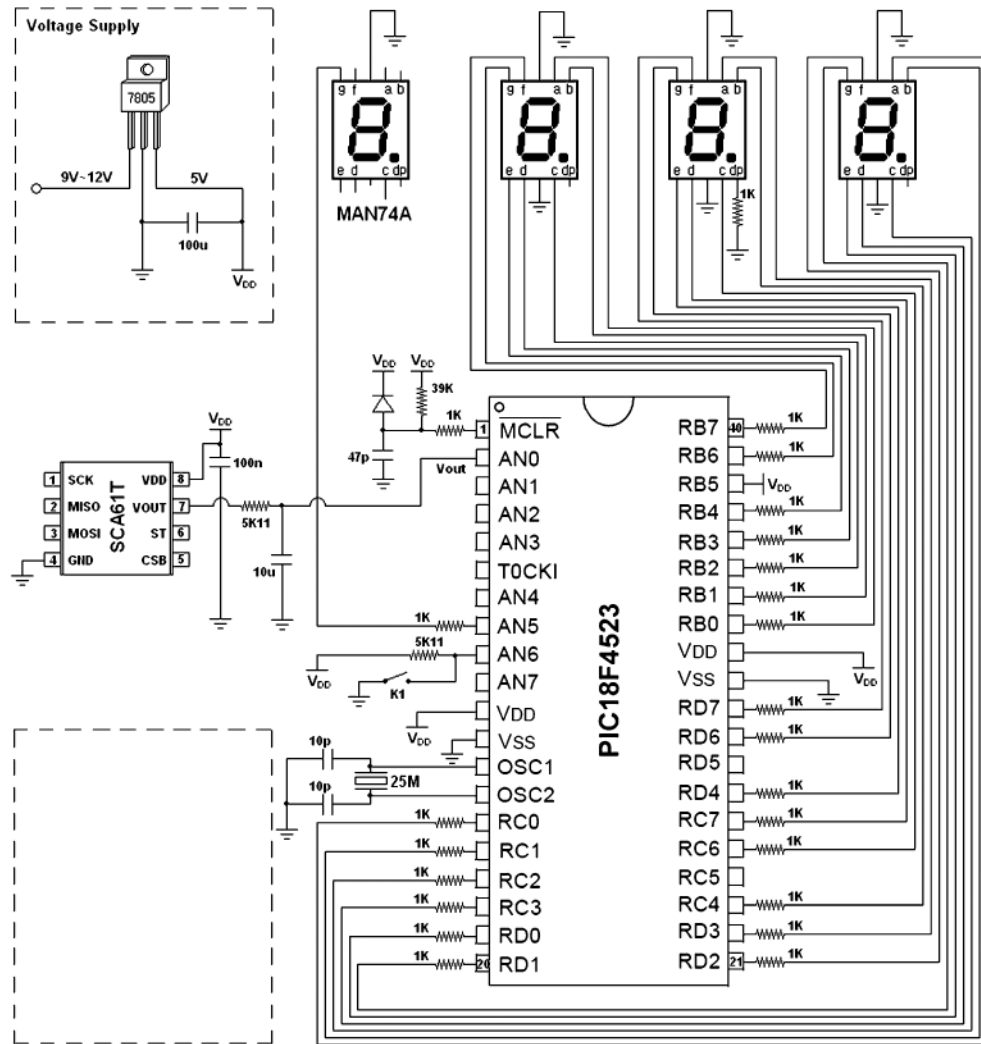 Voltage Supply
7805
9V~12V
5V
100u
VDD
g f a b
e d c dp
MAN74A
g f a b
e d c dp
g f a b
e d c dp
1K
g f a b
e d c dp
VDD
VDD
39K
1K
47p
Vout
VDD
100n
SCA61T
1 SCK
2 MISO
3 MOSI
4 GND
VDD 8
VOUT 7
ST 6
CSB 5
5K11
10u
1K
5K11
VDD
K1
VDD
10p
10p
25M
1K
1K
1K
1K
1K
1K
PIC18F4523
1 MCLR
AN0
AN1
AN2
AN3
T0CKI
AN4
AN5
AN6
AN7
VDD
VSS
OSC1
OSC2
RC0
RC1
RC2
RC3
RD0
20 RD1
RB7 40 1K
RB6 1K
RB5 VDD
RB4 1K
RB3 1K
RB2 1K
RB1 1K
RB0 1K
VDD VDD
VSS
RD7 1K
RD6 1K
RD5
RD4 1K
RC7 1K
RC6 1K
RC5
RC4 1K
RD3 1K
RD2 21 1K